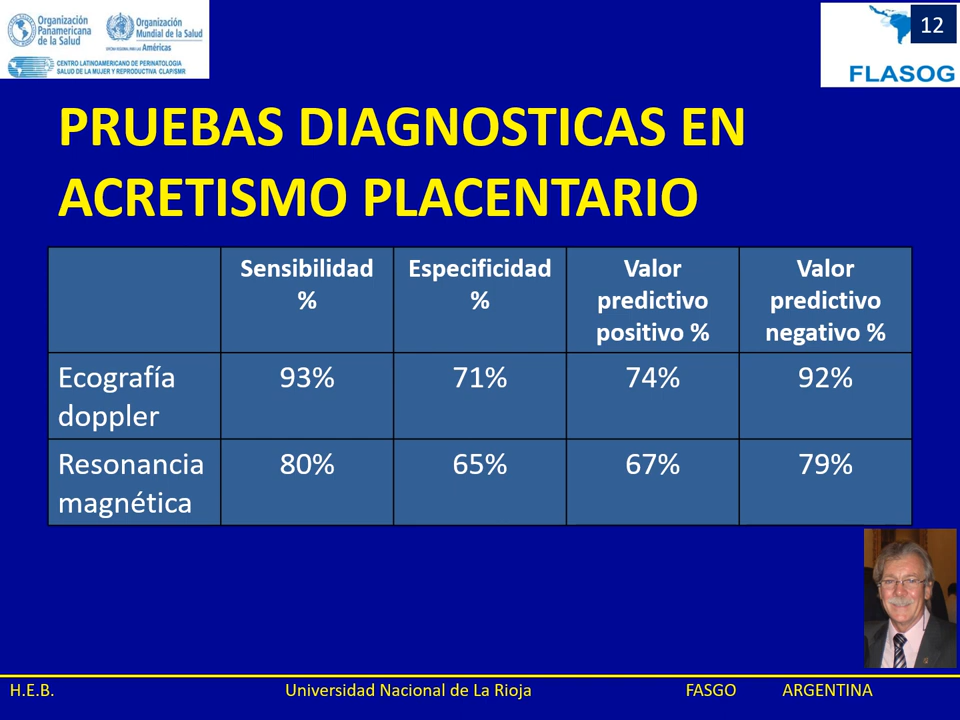 Organización
Panamericana
de la Salud
Organización
Mundial de la Salud
OFICINA REGIONAL PARA LAS Américas
CENTRO LATINOAMERICANO DE PERINATOLOGIA
SALUD DE LA MUJER Y REPRODUCTIVA CLAP/SMR
12
FLASOG
PRUEBAS DIAGNOSTICAS EN
ACRETISMO PLACENTARIO
Sensibilidad
%
Especificidad
%
Valor
predictivo
positivo %
Valor
predictivo
negativo %
Ecografía
doppler
93%
71%
74%
92%
Resonancia
magnética
80%
65%
67%
79%
H.E.B.
Universidad Nacional de La Rioja
FASGO
ARGENTINA